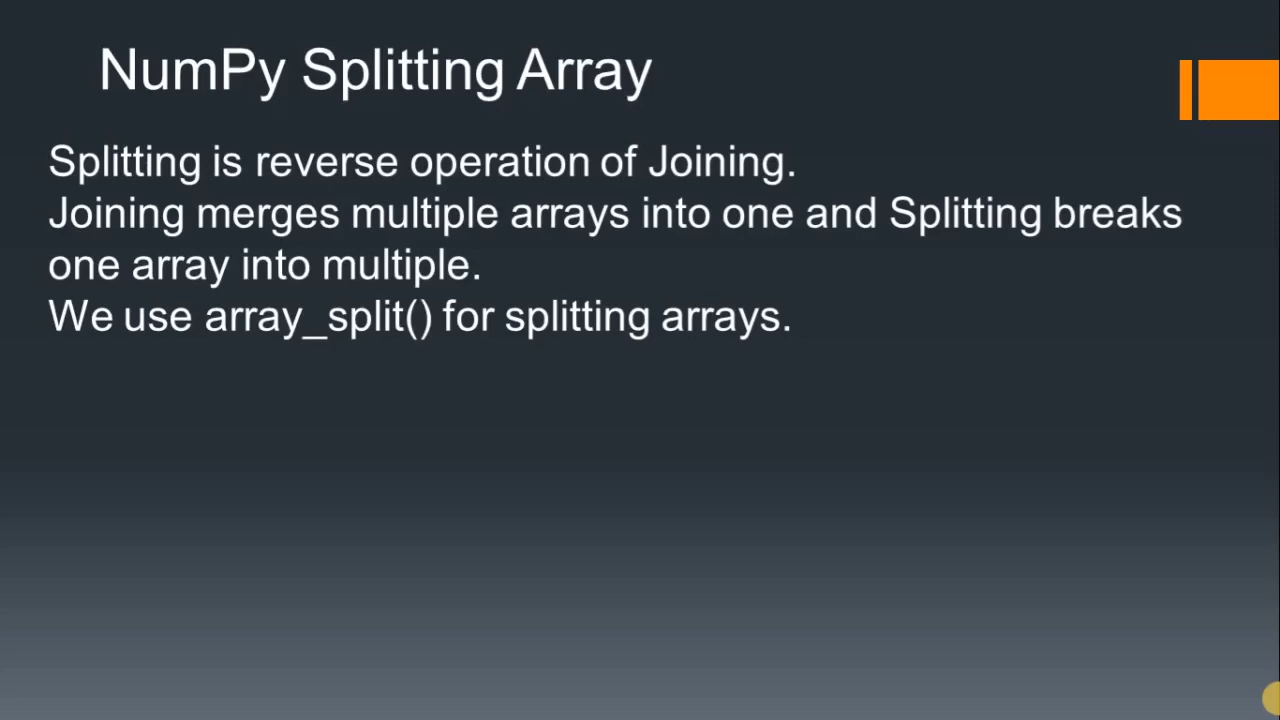 NumPy Splitting Array
Splitting is reverse operation of Joining.
Joining merges multiple arrays into one and Splitting breaks
one array into multiple.
We use array_split() for splitting arrays.